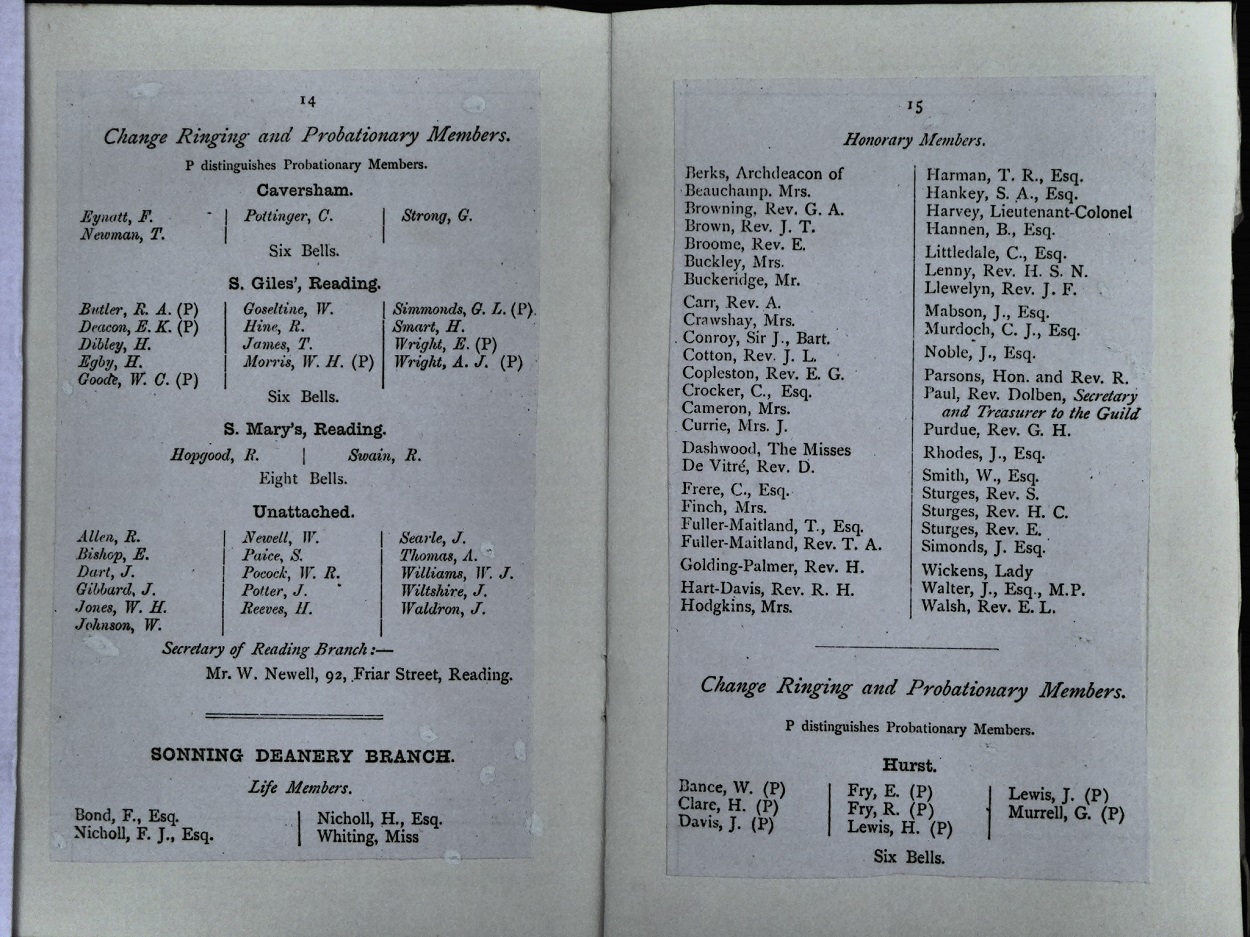 14
Change Ringing and Probationary Members.
P distinguishes Probationary Members.
Caversham.
Eynott, F. | Pottinger, C. | Strong, G.
Newman, T.
Six Bells.
S. Giles', Reading.
Butler, R. A. (P) | Goseltine, W. | Simmonds, G. L. (P).
Deacon, E. K. (P) | Hine, R. | Smart, H.
Dibley, H. | James, T. | Wright, E. (P)
Egby, H. | Morris, W. H. (P) | Wright, A. J. (P)
Goode, W. C. (P)
Six Bells.
S. Mary's, Reading.
Hopgood, R. | Swain, R.
Eight Bells.
Unattached.
Allen, R. | Newell, W. | Searle, J.
Bishop, E. | Paice, S. | Thomas, A.
Dart, J. | Pocock, W. R. | Williams, W. J.
Gibbard, J. | Potter, J. | Wiltshire, J.
Jones, W. H. | Reeves, H. | Waldron, J.
Johnson, W.
Secretary of Reading Branch:—
Mr. W. Newell, 92, Friar Street, Reading.
SONNING DEANERY BRANCH.
Life Members.
Bond, F., Esq. | Nicholl, H., Esq.
Nicholl, F. J., Esq. | Whiting, Miss
15
Honorary Members.
Berks, Archdeacon of
Beauchamp. Mrs.
Browning, Rev. G. A.
Brown, Rev. J. T.
Broome, Rev. E.
Buckley, Mrs.
Buckeridge, Mr.
Carr, Rev. A.
Crawshay, Mrs.
Conroy, Sir J., Bart.
Cotton, Rev. J. L.
Copleston, Rev. E. G.
Crocker, C., Esq.
Cameron, Mrs.
Currie, Mrs. J.
Dashwood, The Misses
De Vitré, Rev. D.
Frere, C., Esq.
Finch, Mrs.
Fuller-Maitland, T., Esq.
Fuller-Maitland, Rev. T. A.
Golding-Palmer, Rev. H.
Hart-Davis, Rev. R. H.
Hodgkins, Mrs.
Harman, T. R., Esq.
Hankey, S. A., Esq.
Harvey, Lieutenant-Colonel
Hannen, B., Esq.
Littledale, C., Esq.
Lenny, Rev. H. S. N.
Llewelyn, Rev. J. F.
Mabson, J., Esq.
Murdoch, C. J., Esq.
Noble, J., Esq.
Parsons, Hon. and Rev. R.
Paul, Rev. Dolben, Secretary
and Treasurer to the Guild
Purdue, Rev. G. H.
Rhodes, J., Esq.
Smith, W., Esq.
Sturges, Rev. S.
Sturges, Rev. H. C.
Sturges, Rev. E.
Simonds, J. Esq.
Wickens, Lady
Walter, J., Esq., M.P.
Walsh, Rev. E. L.
Change Ringing and Probationary Members.
P distinguishes Probationary Members.
Hurst.
Bance, W. (P) | Fry, E. (P) | Lewis, J. (P)
Clare, H. (P) | Fry, R. (P) | Murrell, G. (P)
Davis, J. (P) | Lewis, H. (P)
Six Bells.